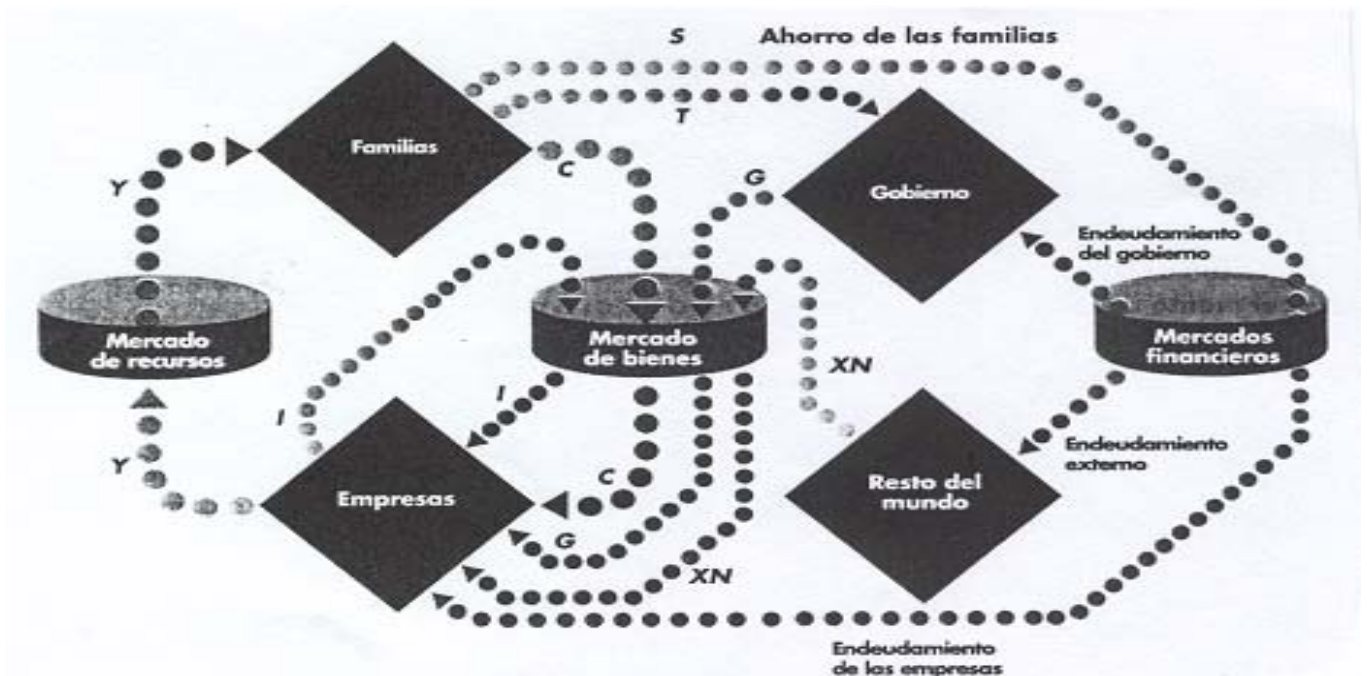 S
Ahorro de las familias
T
Familias
Y
C
G
Gobierno
Endeudamiento
del gobierno
Mercado
de recursos
Mercado
de bienes
Mercados
financieros
XN
I
I
Endeudamiento
externo
Y
C
Empresas
Resto del
mundo
G
XN
Endeudamiento
de las empresas